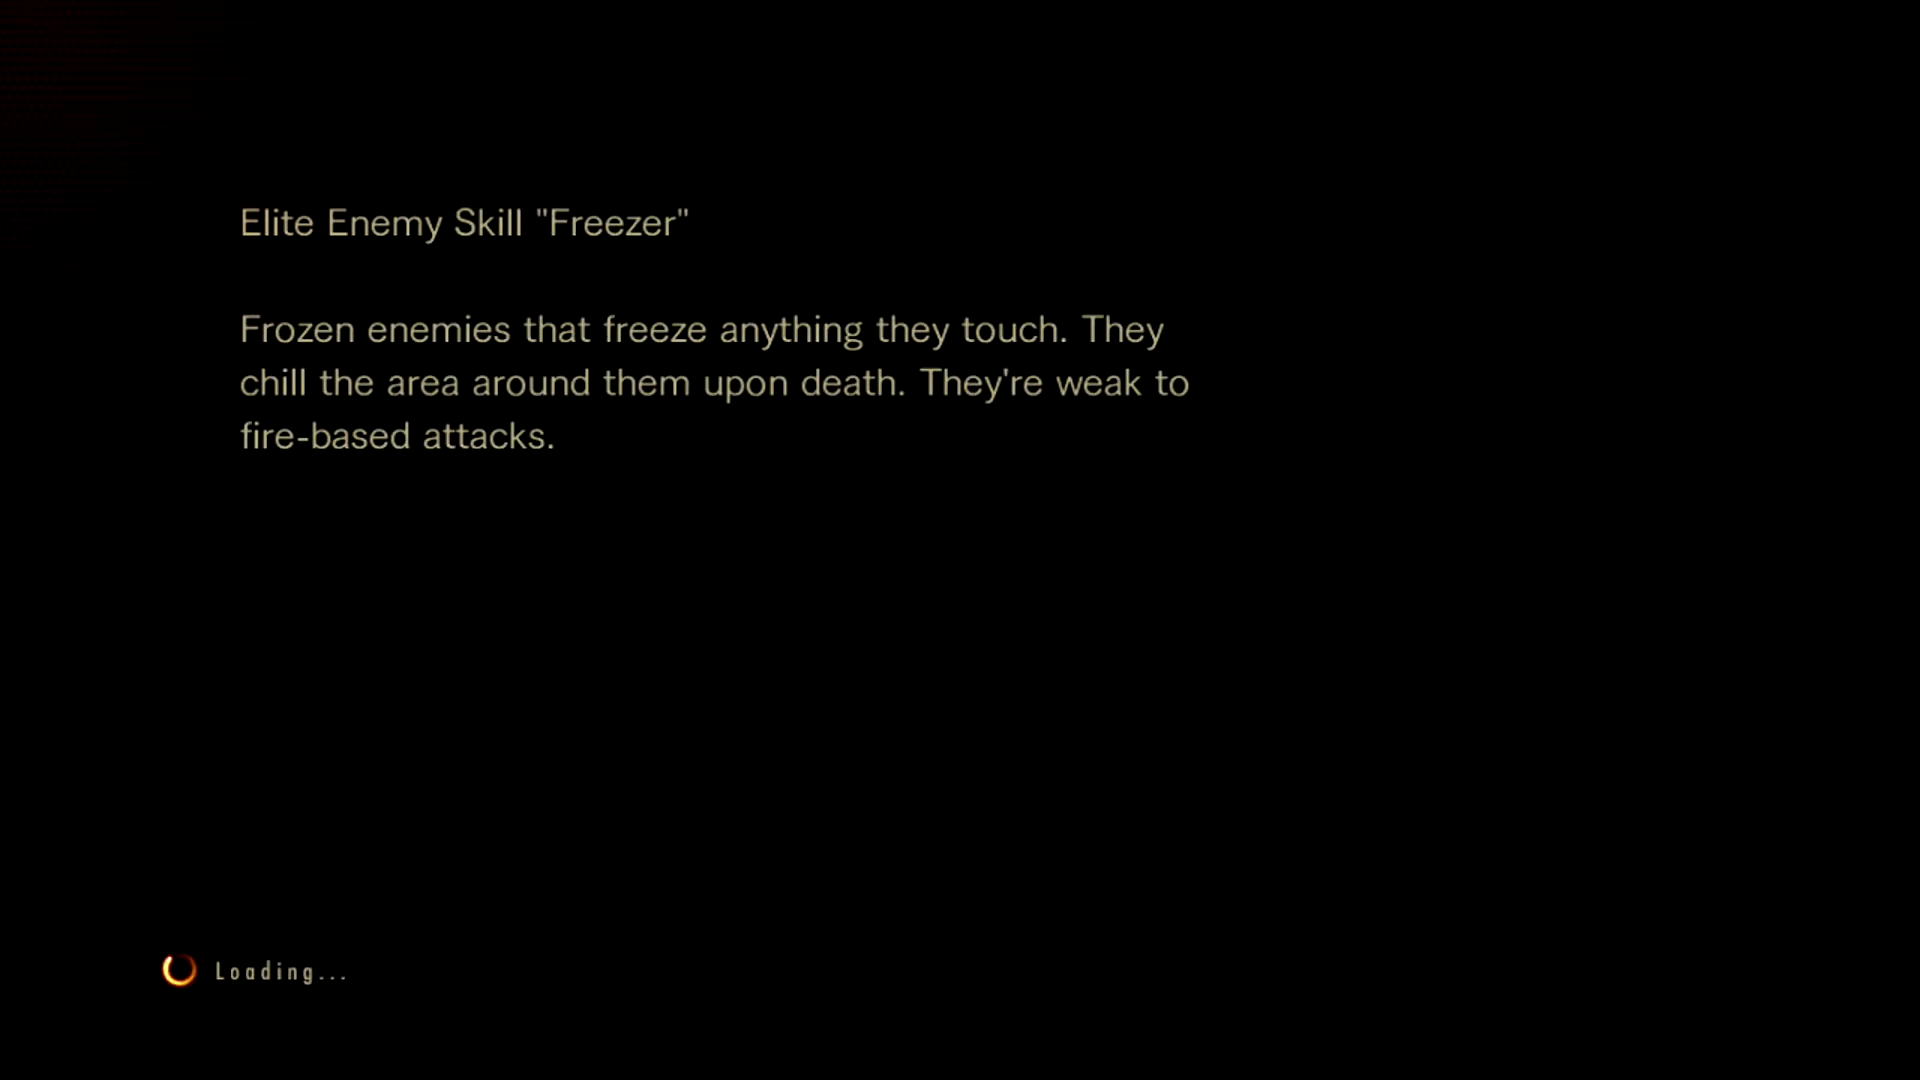 Elite Enemy Skill "Freezer"
Frozen enemies that freeze anything they touch. They
chill the area around them upon death. They're weak to
fire-based attacks.
Loading...